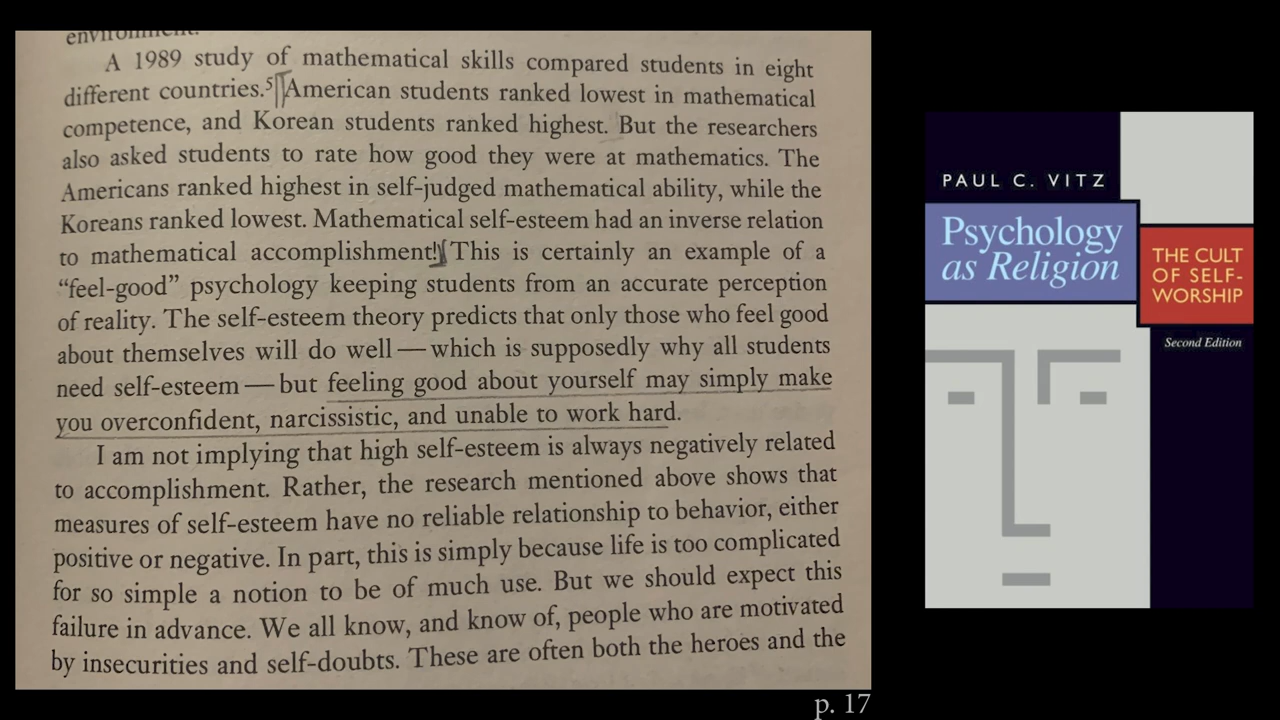 environment.
A 1989 study of mathematical skills compared students in eight
different countries.⁵ American students ranked lowest in mathematical
competence, and Korean students ranked highest. But the researchers
also asked students to rate how good they were at mathematics. The
Americans ranked highest in self-judged mathematical ability, while the
Koreans ranked lowest. Mathematical self-esteem had an inverse relation
to mathematical accomplishment! This is certainly an example of a
“feel-good” psychology keeping students from an accurate perception
of reality. The self-esteem theory predicts that only those who feel good
about themselves will do well — which is supposedly why all students
need self-esteem — but feeling good about yourself may simply make
you overconfident, narcissistic, and unable to work hard.
I am not implying that high self-esteem is always negatively related
to accomplishment. Rather, the research mentioned above shows that
measures of self-esteem have no reliable relationship to behavior, either
positive or negative. In part, this is simply because life is too complicated
for so simple a notion to be of much use. But we should expect this
failure in advance. We all know, and know of, people who are motivated
by insecurities and self-doubts. These are often both the heroes and the
p. 17
PAUL C. VITZ
Psychology
as Religion
THE CULT
OF SELF-
WORSHIP
Second Edition